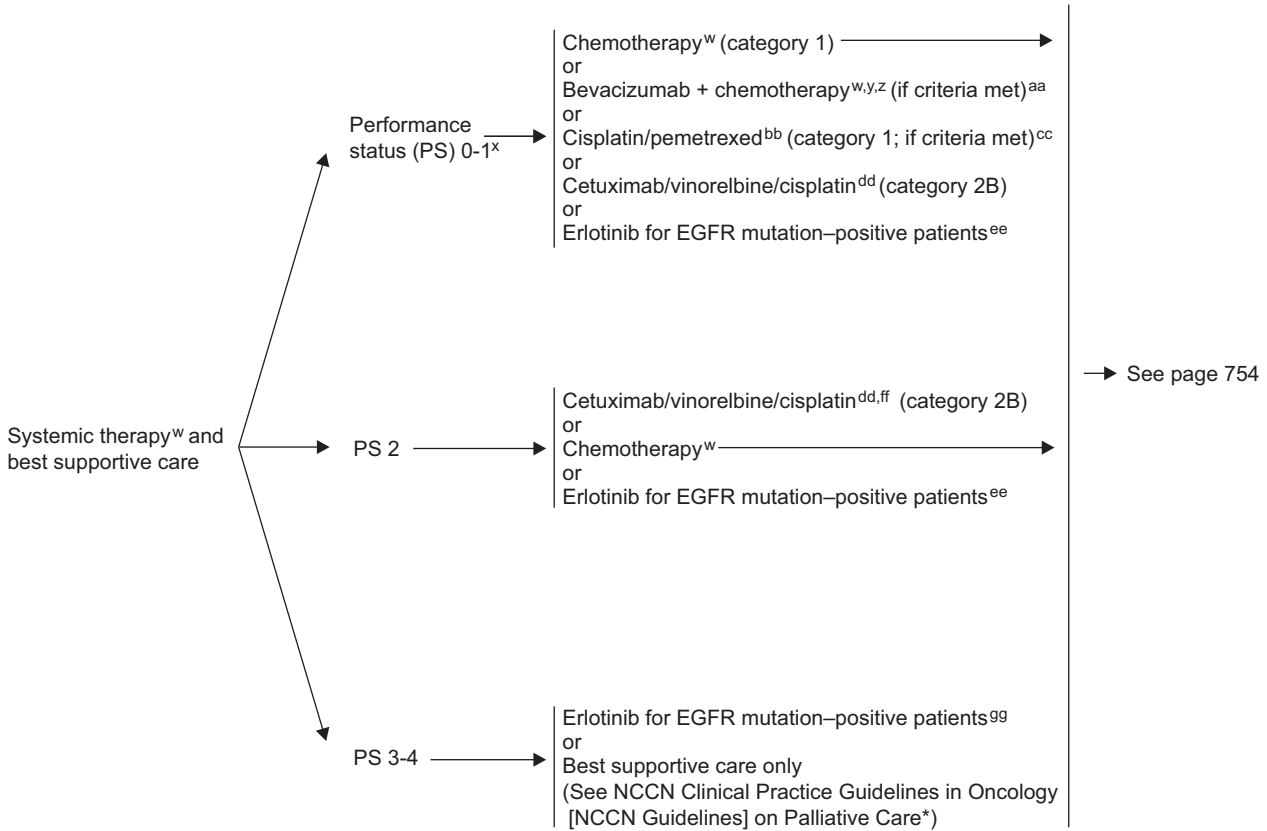 Systemic therapy^w and
best supportive care
Performance
status (PS) 0-1^x
Chemotherapy^w (category 1)
or
Bevacizumab + chemotherapy^w,y,z (if criteria met)^aa
or
Cisplatin/pemetrexed^bb (category 1; if criteria met)^cc
or
Cetuximab/vinorelbine/cisplatin^dd (category 2B)
or
Erlotinib for EGFR mutation–positive patients^ee
PS 2
Cetuximab/vinorelbine/cisplatin^dd,ff (category 2B)
or
Chemotherapy^w
or
Erlotinib for EGFR mutation–positive patients^ee
PS 3-4
Erlotinib for EGFR mutation–positive patients^gg
or
Best supportive care only
(See NCCN Clinical Practice Guidelines in Oncology
[NCCN Guidelines] on Palliative Care*)
See page 754